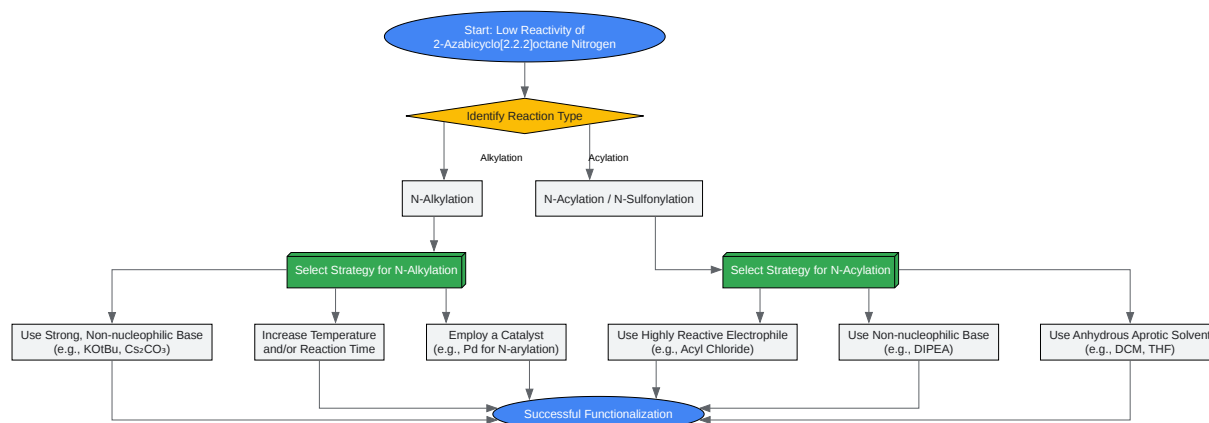 Start: Low Reactivity of
2-Azabicyclo[2.2.2]octane Nitrogen
Identify Reaction Type
Alkylation
Acylation
N-Alkylation
N-Acylation / N-Sulfonylation
Select Strategy for N-Alkylation
Select Strategy for N-Acylation
Use Strong, Non-nucleophilic Base
(e.g., KOtBu, Cs₂CO₃)
Increase Temperature
and/or Reaction Time
Employ a Catalyst
(e.g., Pd for N-arylation)
Use Highly Reactive Electrophile
(e.g., Acyl Chloride)
Use Non-nucleophilic Base
(e.g., DIPEA)
Use Anhydrous Aprotic Solvent
(e.g., DCM, THF)
Successful Functionalization